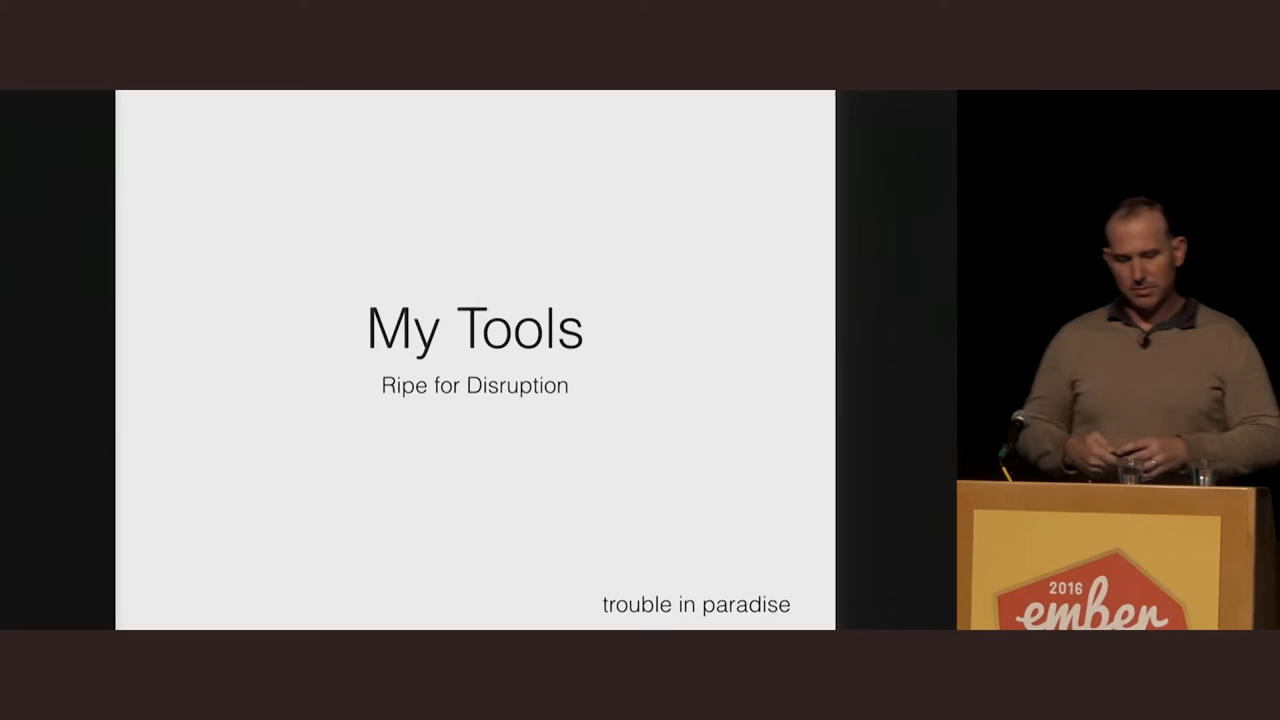 My Tools
Ripe for Disruption
trouble in paradise
2016
ember